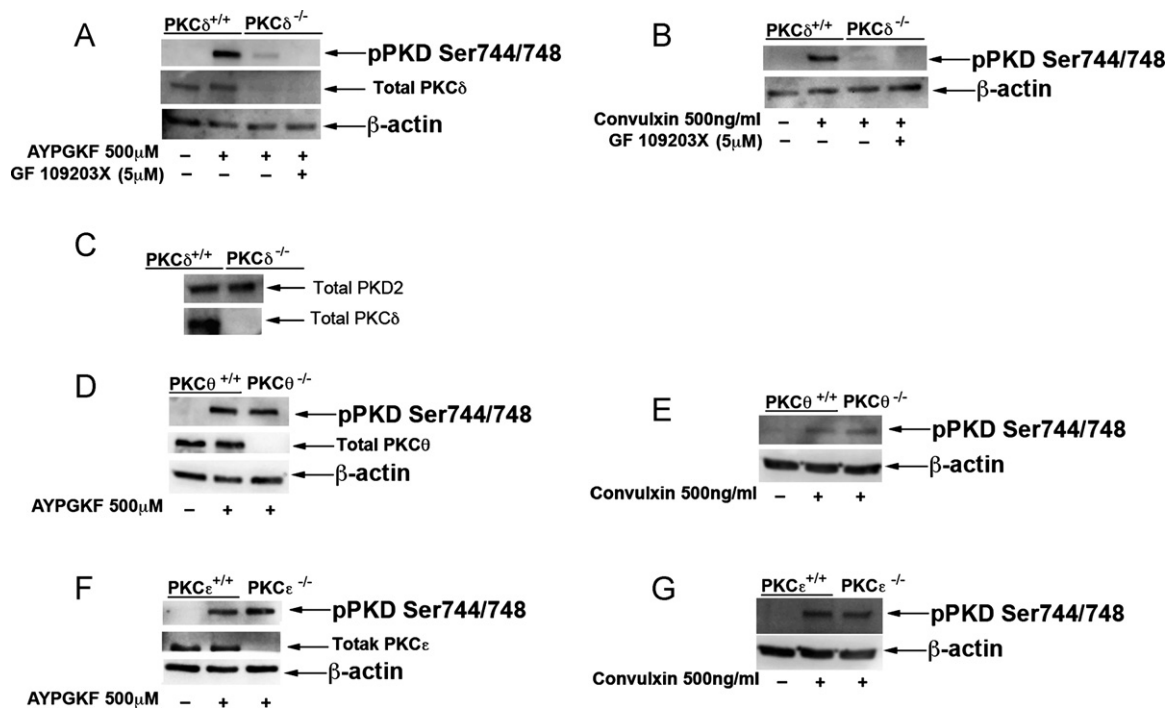 A
PKCδ+/+ PKCδ-/-
pPKD Ser744/748
Total PKCδ
β-actin
AYPGKF 500μM – + + +
GF 109203X (5μM) – – – +
B
PKCδ+/+ PKCδ-/-
pPKD Ser744/748
β-actin
Convulxin 500ng/ml – + + +
GF 109203X (5μM) – – – +
C
PKCδ+/+ PKCδ-/-
Total PKD2
Total PKCδ
D
PKCθ +/+ PKCθ -/-
pPKD Ser744/748
Total PKCθ
β-actin
AYPGKF 500μM – + +
E
PKCθ +/+ PKCθ -/-
pPKD Ser744/748
β-actin
Convulxin 500ng/ml – + +
F
PKCε+/+ PKCε -/-
pPKD Ser744/748
Totak PKCε
β-actin
AYPGKF 500μM – + +
G
PKCε+/+ PKCε -/-
pPKD Ser744/748
β-actin
Convulxin 500ng/ml – + +